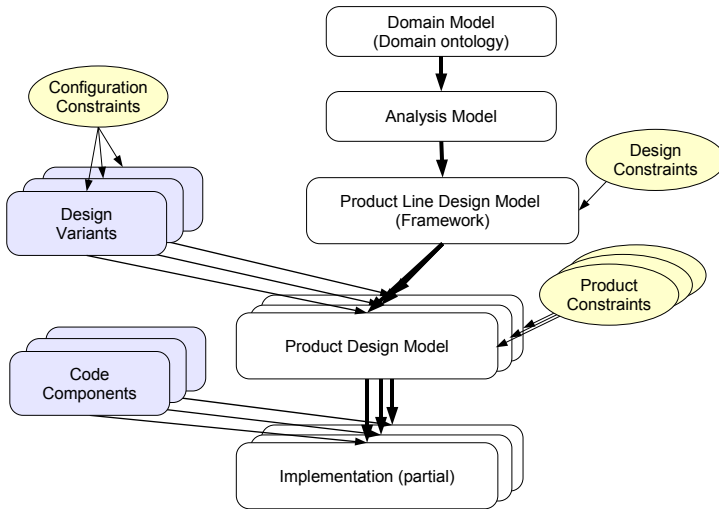 Domain Model
(Domain ontology)
Configuration
Constraints
Analysis Model
Design
Constraints
Product Line Design Model
(Framework)
Design
Variants
Product
Constraints
Product Design Model
Code
Components
Implementation (partial)